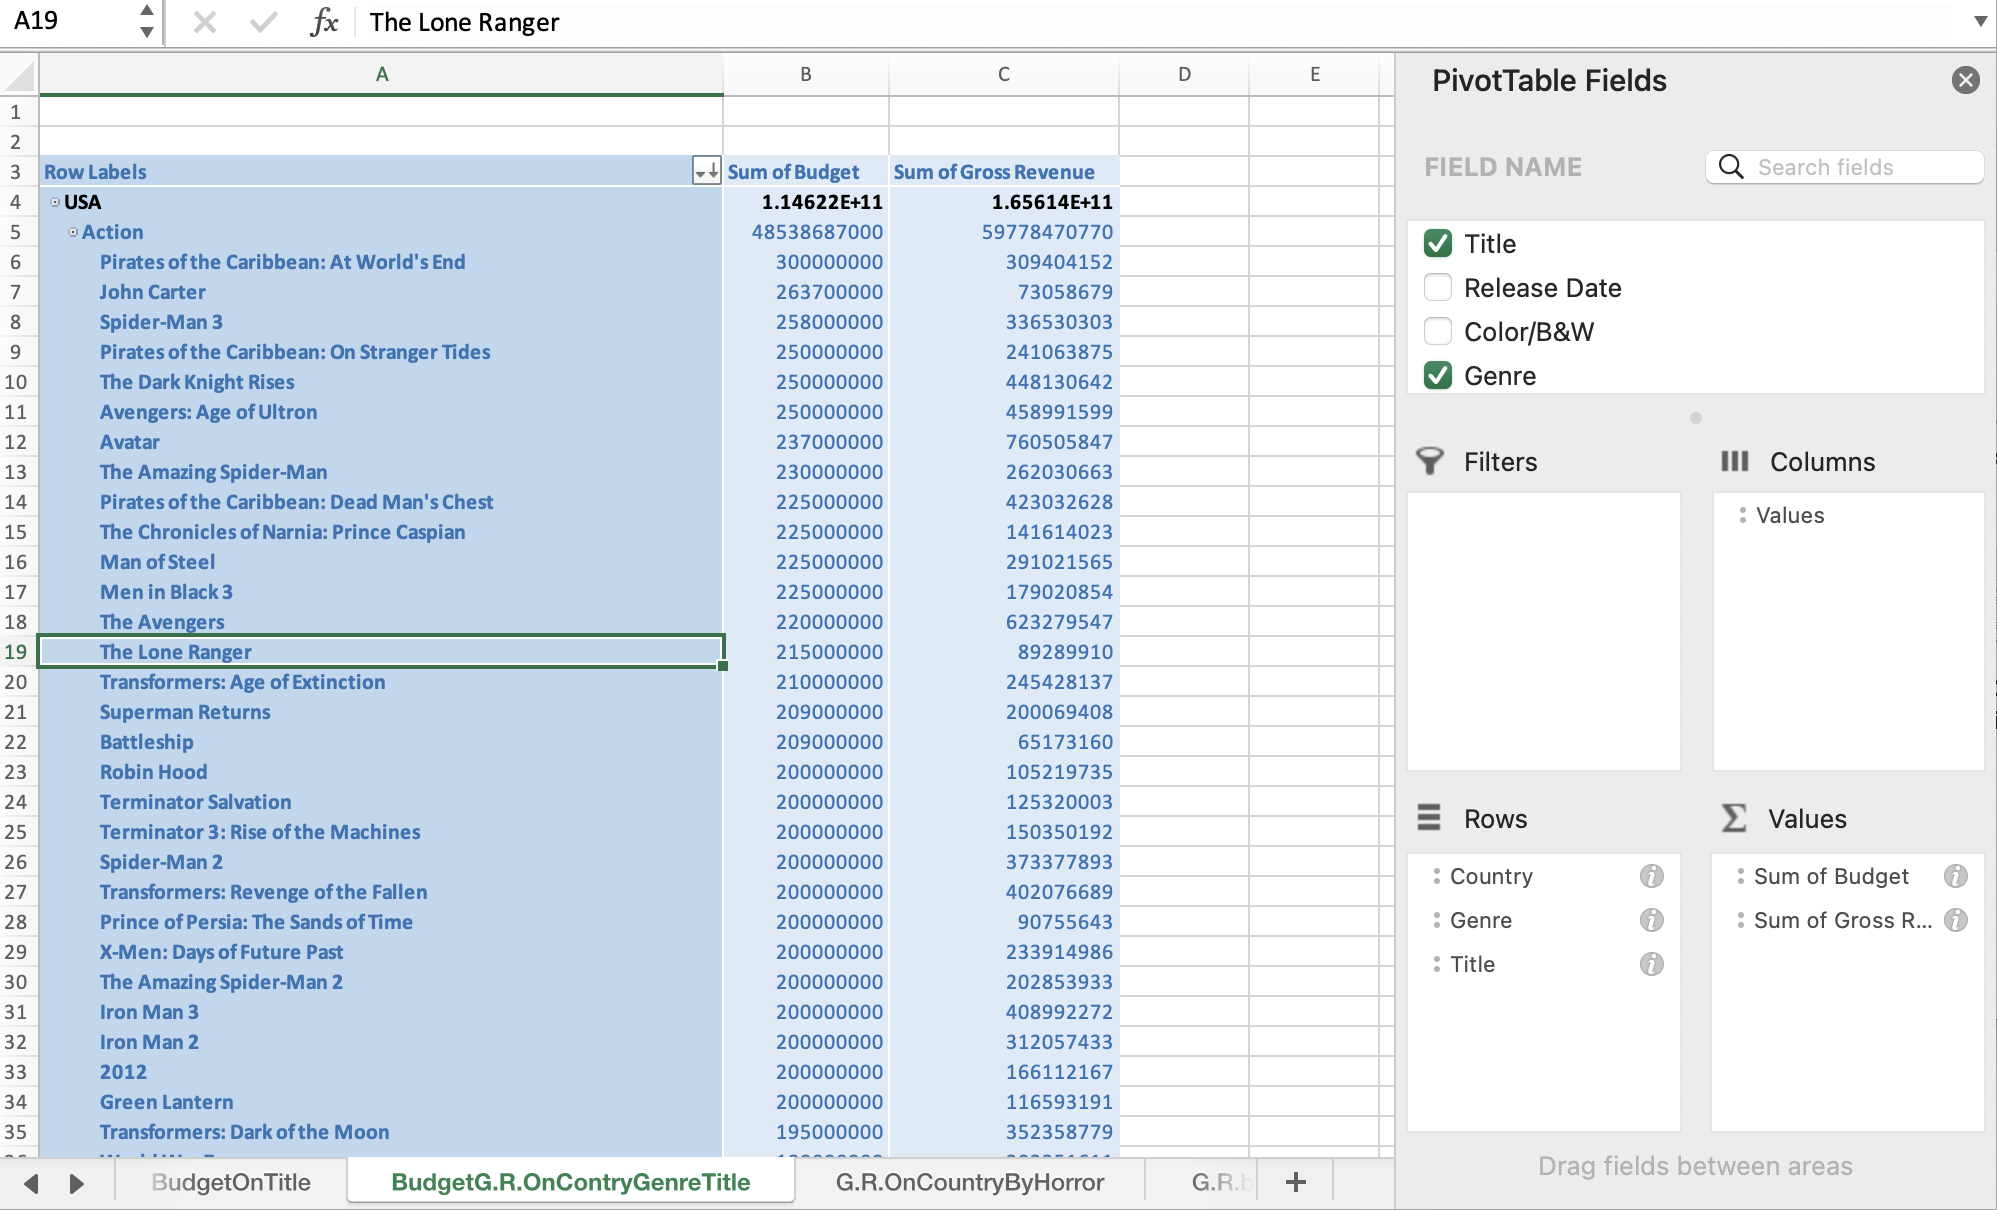 A19 fx The Lone Ranger
A B C D E
1
2
3 Row Labels Sum of Budget Sum of Gross Revenue
4 USA 1.14622E+11 1.65614E+11
5 Action 48538687000 59778470770
6 Pirates of the Caribbean: At World's End 300000000 309404152
7 John Carter 263700000 73058679
8 Spider-Man 3 258000000 336530303
9 Pirates of the Caribbean: On Stranger Tides 250000000 241063875
10 The Dark Knight Rises 250000000 448130642
11 Avengers: Age of Ultron 250000000 458991599
12 Avatar 237000000 760505847
13 The Amazing Spider-Man 230000000 262030663
14 Pirates of the Caribbean: Dead Man's Chest 225000000 423032628
15 The Chronicles of Narnia: Prince Caspian 225000000 141614023
16 Man of Steel 225000000 291021565
17 Men in Black 3 225000000 179020854
18 The Avengers 220000000 623279547
19 The Lone Ranger 215000000 89289910
20 Transformers: Age of Extinction 210000000 245428137
21 Superman Returns 209000000 200069408
22 Battleship 209000000 65173160
23 Robin Hood 200000000 105219735
24 Terminator Salvation 200000000 125320003
25 Terminator 3: Rise of the Machines 200000000 150350192
26 Spider-Man 2 200000000 373377893
27 Transformers: Revenge of the Fallen 200000000 402076689
28 Prince of Persia: The Sands of Time 200000000 90755643
29 X-Men: Days of Future Past 200000000 233914986
30 The Amazing Spider-Man 2 200000000 202853933
31 Iron Man 3 200000000 408992272
32 Iron Man 2 200000000 312057433
33 2012 200000000 166112167
34 Green Lantern 200000000 116593191
35 Transformers: Dark of the Moon 195000000 352358779
BudgetOnTitle BudgetG.R.OnContryGenreTitle G.R.OnCountryByHorror G.R.b +
PivotTable Fields
FIELD NAME Search fields
Title
Release Date
Color/B&W
Genre
Filters
Columns
Values
Rows
Country
Genre
Title
Values
Sum of Budget
Sum of Gross R...
Drag fields between areas